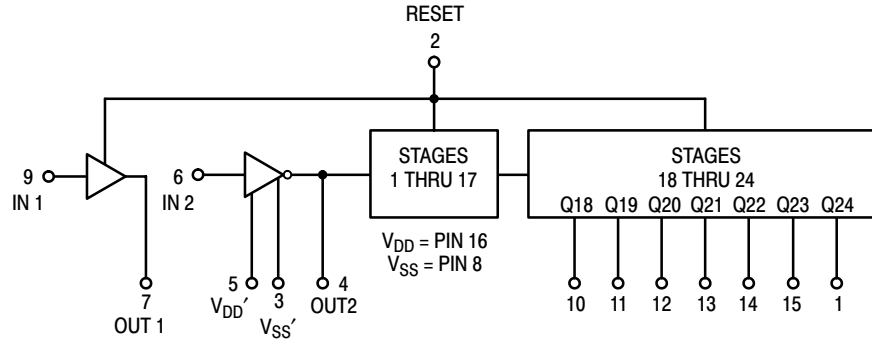 RESET
2
9
IN 1
7
OUT 1
6
IN 2
5
VDD′
3
VSS′
4
OUT2
STAGES
1 THRU 17
VDD = PIN 16
VSS = PIN 8
STAGES
18 THRU 24
Q18 Q19 Q20 Q21 Q22 Q23 Q24
10 11 12 13 14 15 1